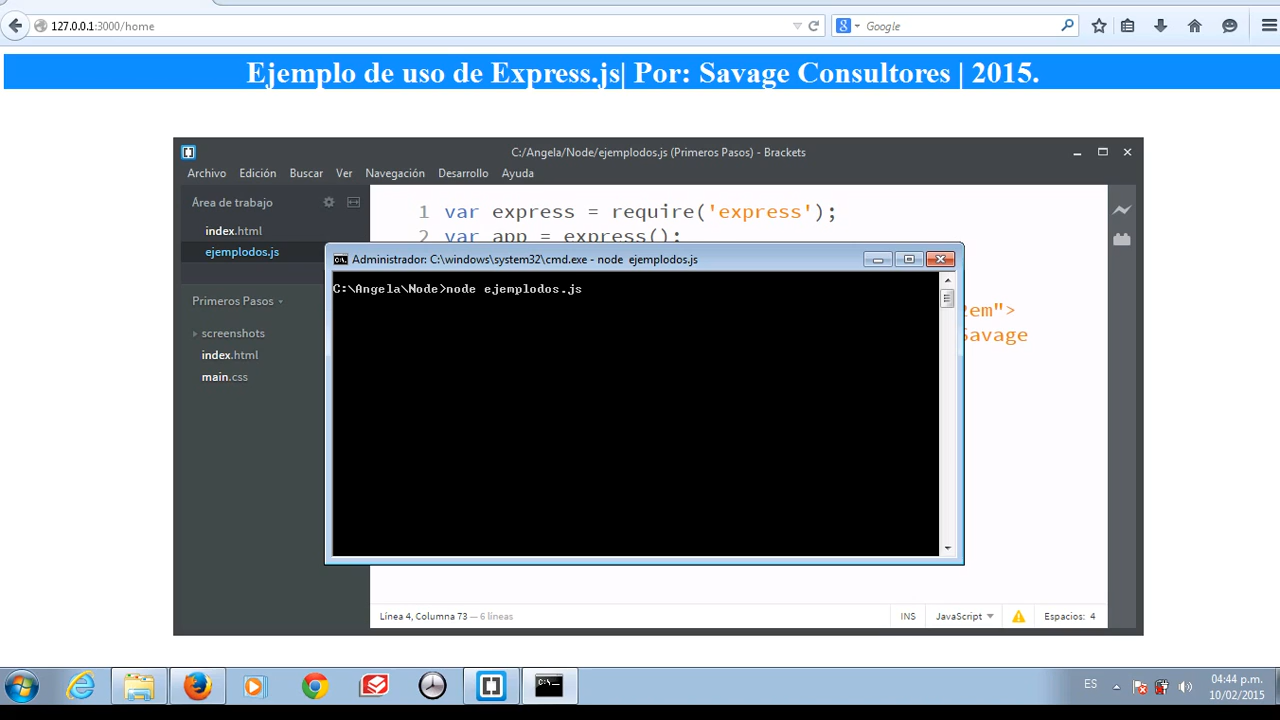 127.0.0.1:3000/home
Google
Ejemplo de uso de Express.js| Por: Savage Consultores | 2015.
C:/Angela/Node/ejemplodos.js (Primeros Pasos) - Brackets
Archivo Edición Buscar Ver Navegación Desarrollo Ayuda
Área de trabajo
index.html
ejemplodos.js
Primeros Pasos
screenshots
index.html
main.css
1 var express = require('express');
2 var app = express();
2em">
Savage
Administrador: C:\windows\system32\cmd.exe - node ejemplodos.js
C:\Angela\Node>node ejemplodos.js
Línea 4, Columna 73 — 6 líneas
INS JavaScript Espacios: 4
ES
04:44 p.m.
10/02/2015